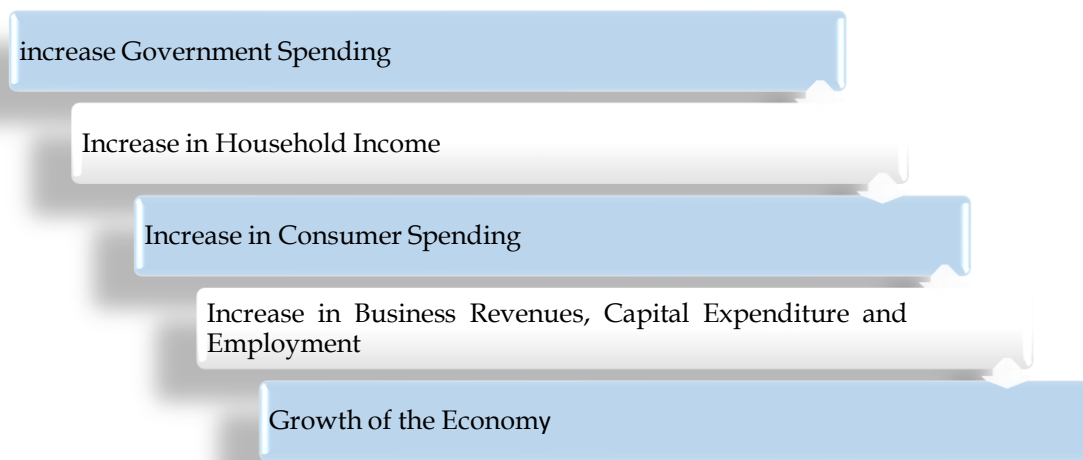 increase Government Spending
Increase in Household Income
Increase in Consumer Spending
Increase in Business Revenues, Capital Expenditure and
Employment
Growth of the Economy